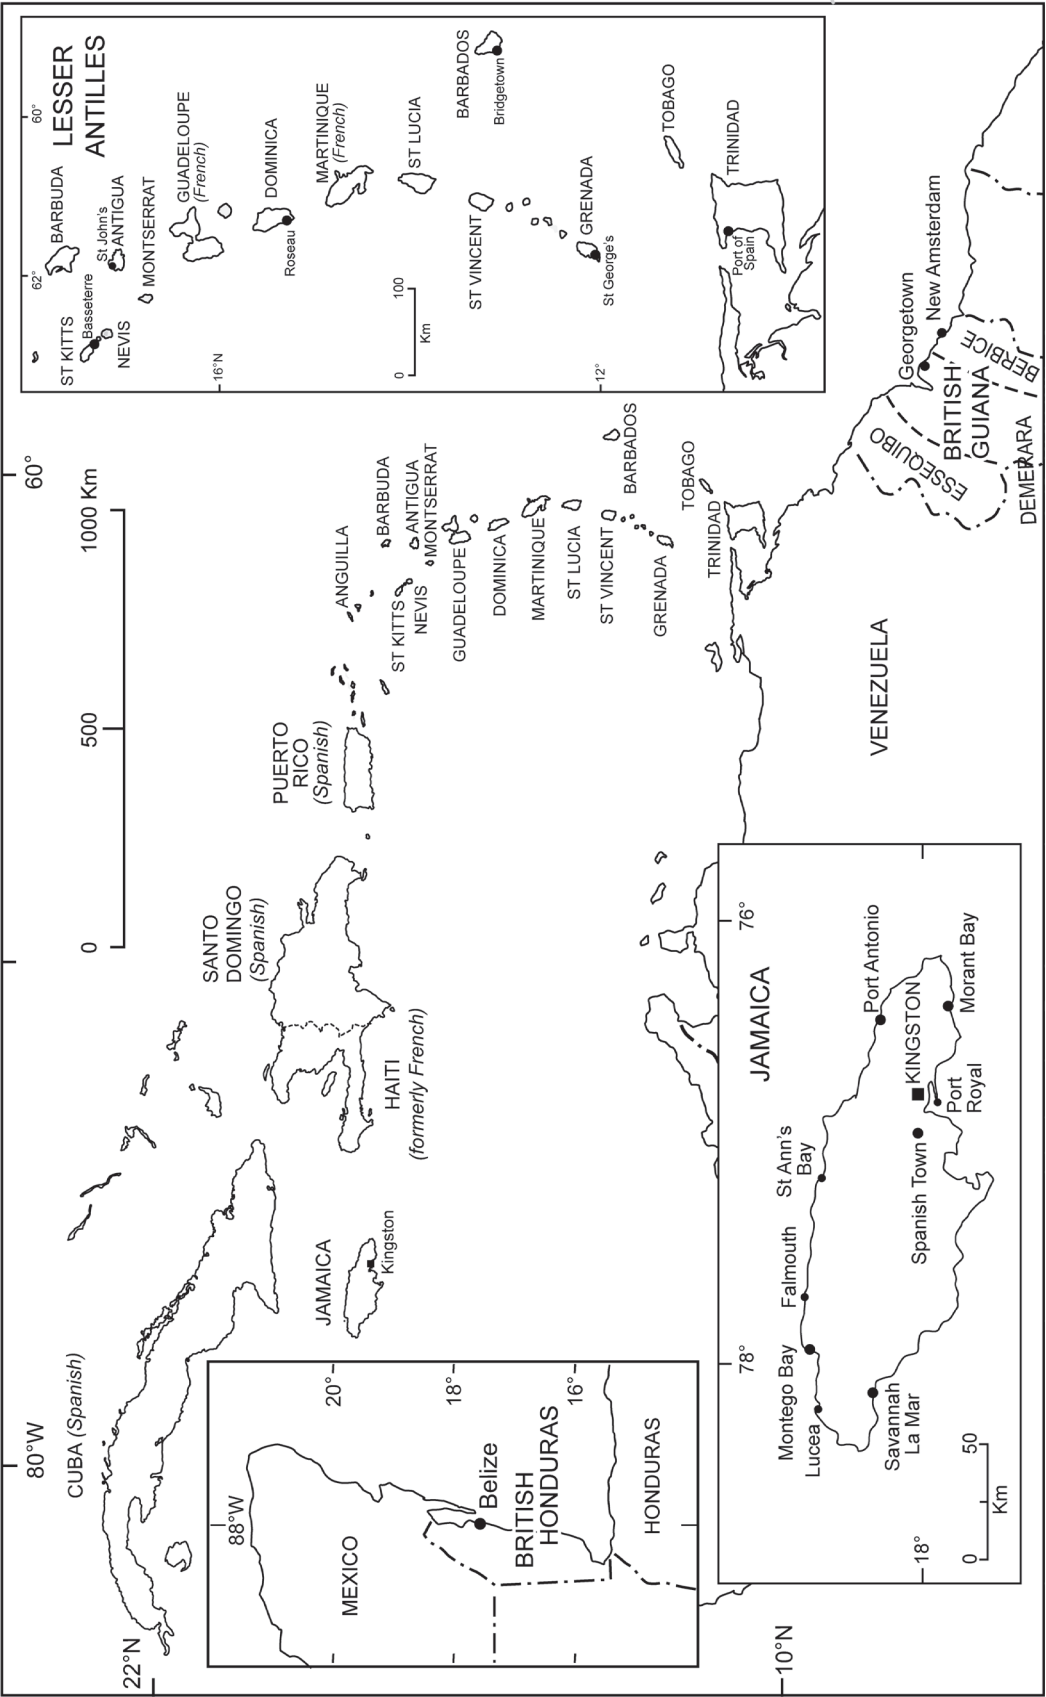 22°N
80°W
60°
10°N
0
500
1000 Km
CUBA (Spanish)
JAMAICA
Kingston
HAITI
(formerly French)
SANTO
DOMINGO
(Spanish)
PUERTO
RICO
(Spanish)
ANGUILLA
BARBUDA
ST KITTS
NEVIS
ANTIGUA
MONTSERRAT
GUADELOUPE
DOMINICA
MARTINIQUE
ST LUCIA
ST VINCENT
BARBADOS
GRENADA
TOBAGO
TRINIDAD
VENEZUELA
Georgetown
New Amsterdam
BRITISH
GUIANA
ESSEQUIBO
DEMERARA
BERBICE
LESSER
ANTILLES
62°
60°
16°N
12°
0
100
Km
ST KITTS
Basseterre
NEVIS
BARBUDA
St John's
ANTIGUA
MONTSERRAT
GUADELOUPE
(French)
DOMINICA
Roseau
MARTINIQUE
(French)
ST LUCIA
BARBADOS
Bridgetown
ST VINCENT
GRENADA
St George's
TOBAGO
TRINIDAD
Port of
Spain
88°W
20°
18°
16°
MEXICO
Belize
BRITISH
HONDURAS
HONDURAS
JAMAICA
78°
76°
18°
Montego Bay
Lucea
Falmouth
St Ann's
Bay
Port Antonio
Savannah
La Mar
Spanish Town
KINGSTON
Port
Royal
Morant Bay
0
50
Km